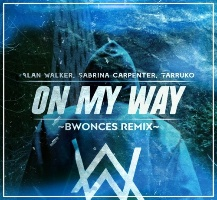 ALAN WALKER, SABRINA CARPENTER, FARRUKO
ON MY WAY
~BWONCES REMIX~